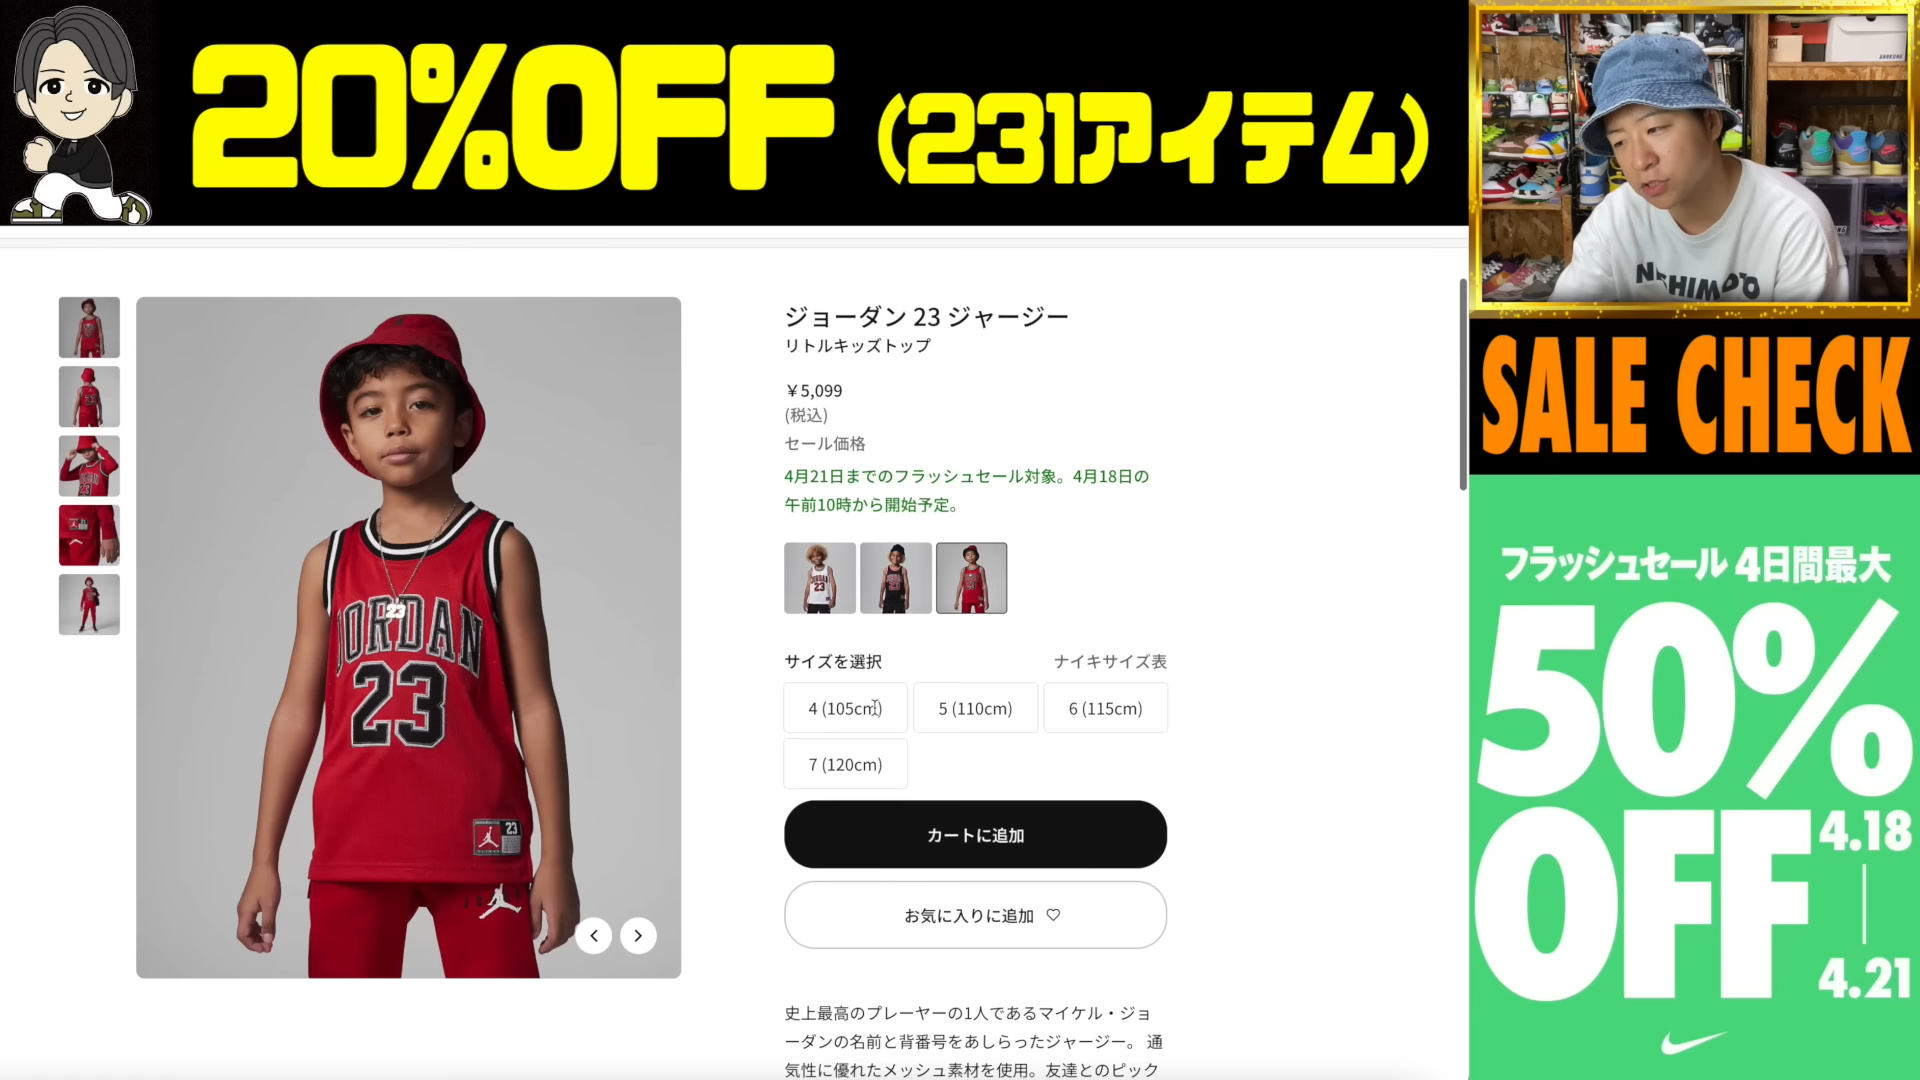 20%OFF (231アイテム)
ジョーダン 23 ジャージー
リトルキッズトップ
￥5,099
(税込)
セール価格
4月21日までのフラッシュセール対象。4月18日の
午前10時から開始予定。
サイズを選択
ナイキサイズ表
4 (105cm)
5 (110cm)
6 (115cm)
7 (120cm)
カートに追加
お気に入りに追加
史上最高のプレーヤーの1人であるマイケル・ジョ
ーダンの名前と背番号をあしらったジャージー。 通
気性に優れたメッシュ素材を使用。友達とのピック
JORDAN
23
23
23
SALE CHECK
フラッシュセール 4日間最大
50%
OFF
4.18
4.21